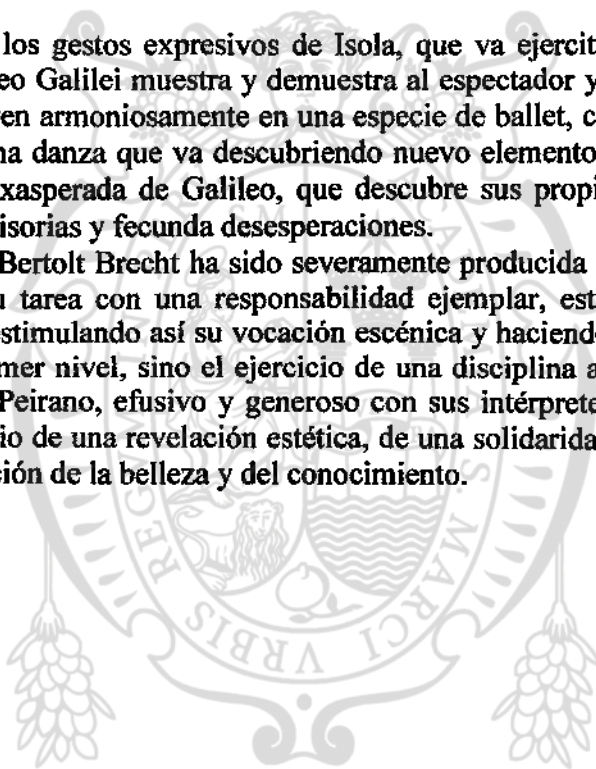 los gestos expresivos de Isola, que va ejercit
eo Galilei muestra y demuestra al espectador y
en armoniosamente en una especie de ballet, c
na danza que va descubriendo nuevo elemento
xasperada de Galileo, que descubre sus propi
isorias y fecunda desesperaciones.
Bertolt Brecht ha sido severamente producida
u tarea con una responsabilidad ejemplar, est
estimulando así su vocación escénica y haciend
mer nivel, sino el ejercicio de una disciplina a
Peirano, efusivo y generoso con sus intérprete
io de una revelación estética, de una solidarida
ción de la belleza y del conocimiento.
REGIUM
VRBIS
S. MARCI